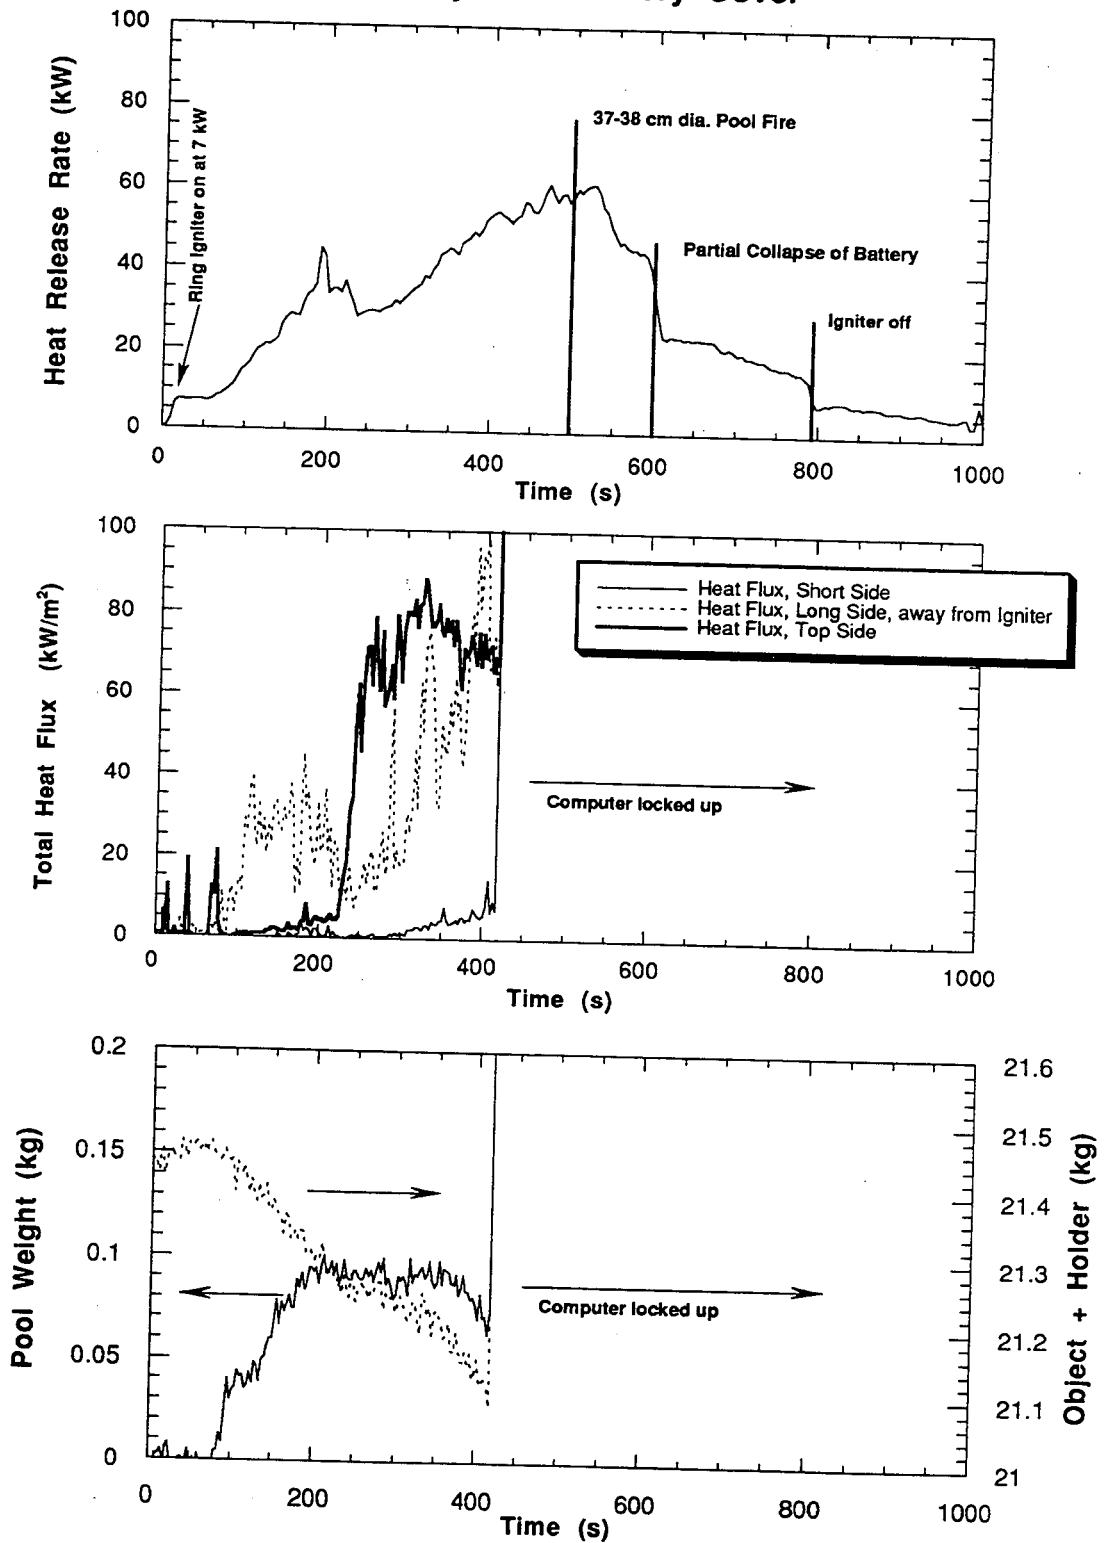 100
80
60
40
20
0
Heat Release Rate (kW)
Ring Igniter on at 7 kW
37-38 cm dia. Pool Fire
Partial Collapse of Battery
Igniter off
0 200 400 600 800 1000
Time (s)
100
80
60
40
20
0
Total Heat Flux (kW/m²)
Heat Flux, Short Side
Heat Flux, Long Side, away from Igniter
Heat Flux, Top Side
Computer locked up
0 200 400 600 800 1000
Time (s)
0.2
0.15
0.1
0.05
0
Pool Weight (kg)
Computer locked up
21.6
21.5
21.4
21.3
21.2
21.1
21
Object + Holder (kg)
0 200 400 600 800 1000
Time (s)